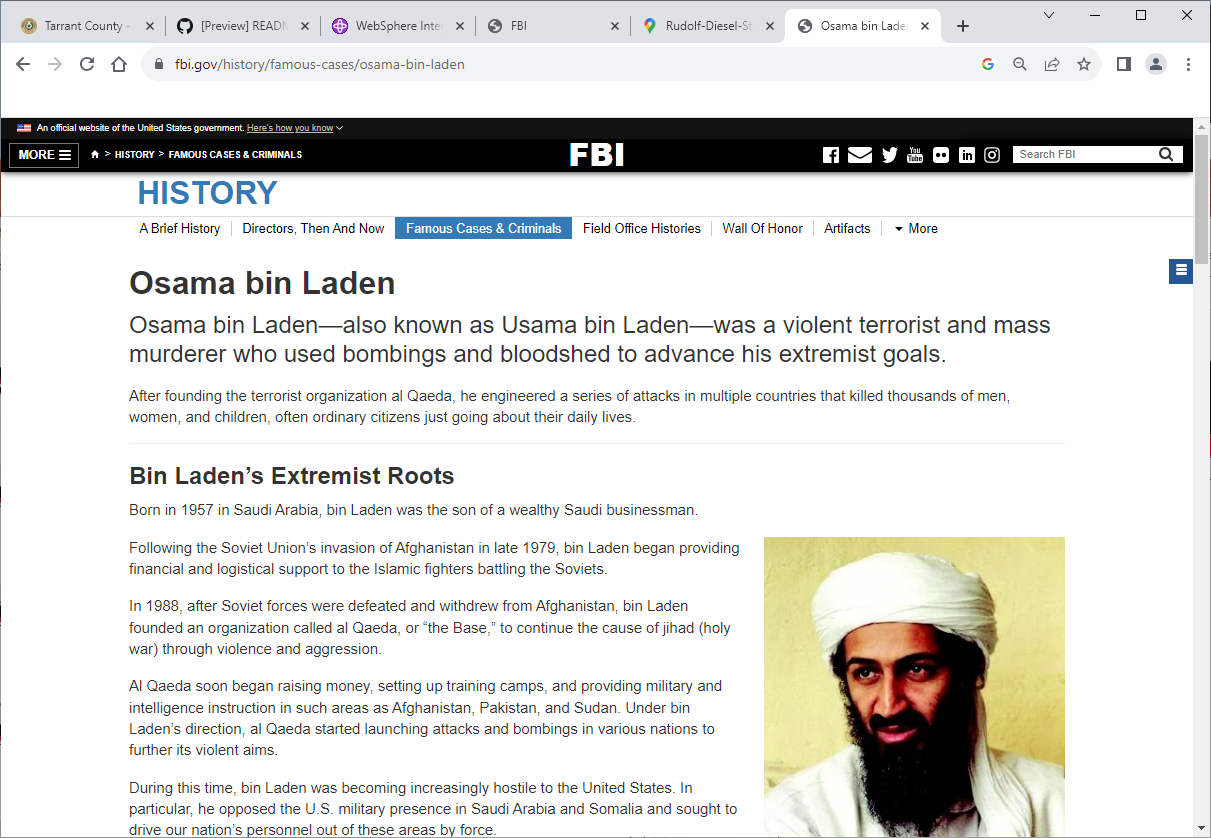 Tarrant County -
[Preview] READM
WebSphere Inte
FBI
Rudolf-Diesel-St
Osama bin Lade
fbi.gov/history/famous-cases/osama-bin-laden
An official website of the United States government. Here's how you know
MORE
> HISTORY > FAMOUS CASES & CRIMINALS
FBI
You Tube
Search FBI
HISTORY
A Brief History
Directors, Then And Now
Famous Cases & Criminals
Field Office Histories
Wall Of Honor
Artifacts
More
Osama bin Laden
Osama bin Laden—also known as Usama bin Laden—was a violent terrorist and mass
murderer who used bombings and bloodshed to advance his extremist goals.
After founding the terrorist organization al Qaeda, he engineered a series of attacks in multiple countries that killed thousands of men,
women, and children, often ordinary citizens just going about their daily lives.
Bin Laden’s Extremist Roots
Born in 1957 in Saudi Arabia, bin Laden was the son of a wealthy Saudi businessman.
Following the Soviet Union’s invasion of Afghanistan in late 1979, bin Laden began providing
financial and logistical support to the Islamic fighters battling the Soviets.
In 1988, after Soviet forces were defeated and withdrew from Afghanistan, bin Laden
founded an organization called al Qaeda, or “the Base,” to continue the cause of jihad (holy
war) through violence and aggression.
Al Qaeda soon began raising money, setting up training camps, and providing military and
intelligence instruction in such areas as Afghanistan, Pakistan, and Sudan. Under bin
Laden’s direction, al Qaeda started launching attacks and bombings in various nations to
further its violent aims.
During this time, bin Laden was becoming increasingly hostile to the United States. In
particular, he opposed the U.S. military presence in Saudi Arabia and Somalia and sought to
drive our nation’s personnel out of these areas by force.